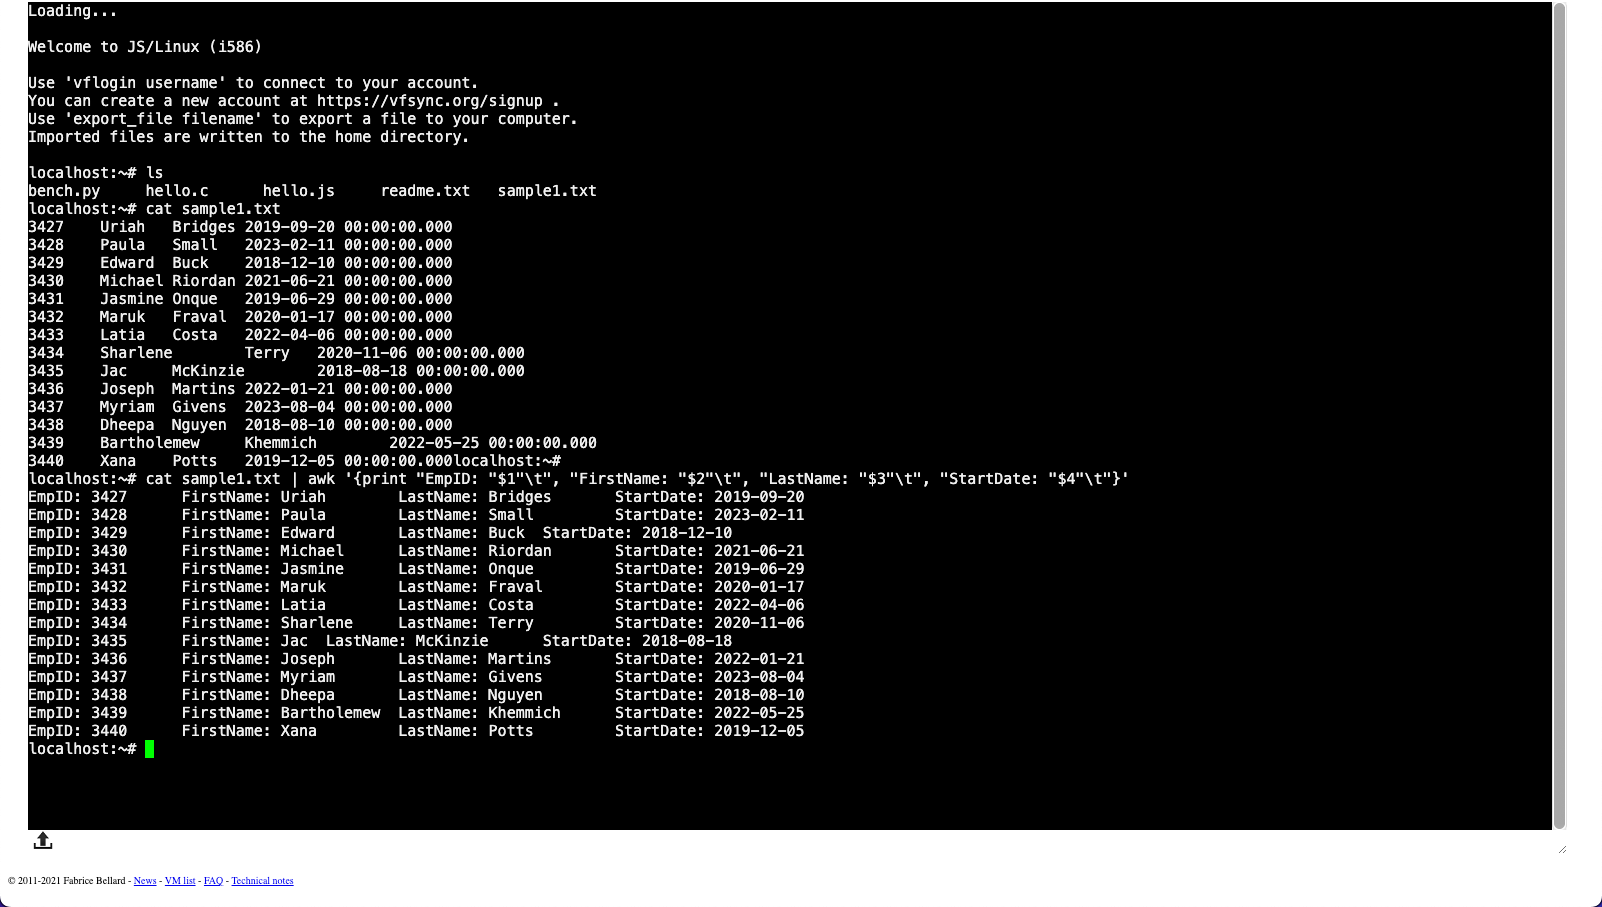 Loading...
Welcome to JS/Linux (i586)
Use 'vflogin username' to connect to your account.
You can create a new account at https://vfsync.org/signup .
Use 'export_file filename' to export a file to your computer.
Imported files are written to the home directory.
localhost:~# ls
bench.py     hello.c      hello.js     readme.txt   sample1.txt
localhost:~# cat sample1.txt
3427    Uriah   Bridges 2019-09-20 00:00:00.000
3428    Paula   Small   2023-02-11 00:00:00.000
3429    Edward  Buck    2018-12-10 00:00:00.000
3430    Michael Riordan 2021-06-21 00:00:00.000
3431    Jasmine Onque   2019-06-29 00:00:00.000
3432    Maruk   Fraval  2020-01-17 00:00:00.000
3433    Latia   Costa   2022-04-06 00:00:00.000
3434    Sharlene        Terry   2020-11-06 00:00:00.000
3435    Jac     McKinzie        2018-08-18 00:00:00.000
3436    Joseph  Martins 2022-01-21 00:00:00.000
3437    Myriam  Givens  2023-08-04 00:00:00.000
3438    Dheepa  Nguyen  2018-08-10 00:00:00.000
3439    Bartholemew     Khemmich        2022-05-25 00:00:00.000
3440    Xana    Potts   2019-12-05 00:00:00.000localhost:~#
localhost:~# cat sample1.txt | awk '{print "EmpID: "$1"\t", "FirstName: "$2"\t", "LastName: "$3"\t", "StartDate: "$4"\t"}'
EmpID: 3427      FirstName: Uriah        LastName: Bridges       StartDate: 2019-09-20
EmpID: 3428      FirstName: Paula        LastName: Small         StartDate: 2023-02-11
EmpID: 3429      FirstName: Edward       LastName: Buck  StartDate: 2018-12-10
EmpID: 3430      FirstName: Michael      LastName: Riordan       StartDate: 2021-06-21
EmpID: 3431      FirstName: Jasmine      LastName: Onque         StartDate: 2019-06-29
EmpID: 3432      FirstName: Maruk        LastName: Fraval        StartDate: 2020-01-17
EmpID: 3433      FirstName: Latia        LastName: Costa         StartDate: 2022-04-06
EmpID: 3434      FirstName: Sharlene     LastName: Terry         StartDate: 2020-11-06
EmpID: 3435      FirstName: Jac  LastName: McKinzie      StartDate: 2018-08-18
EmpID: 3436      FirstName: Joseph       LastName: Martins       StartDate: 2022-01-21
EmpID: 3437      FirstName: Myriam       LastName: Givens        StartDate: 2023-08-04
EmpID: 3438      FirstName: Dheepa       LastName: Nguyen        StartDate: 2018-08-10
EmpID: 3439      FirstName: Bartholemew  LastName: Khemmich      StartDate: 2022-05-25
EmpID: 3440      FirstName: Xana         LastName: Potts         StartDate: 2019-12-05
localhost:~#
© 2011-2021 Fabrice Bellard - News - VM list - FAQ - Technical notes